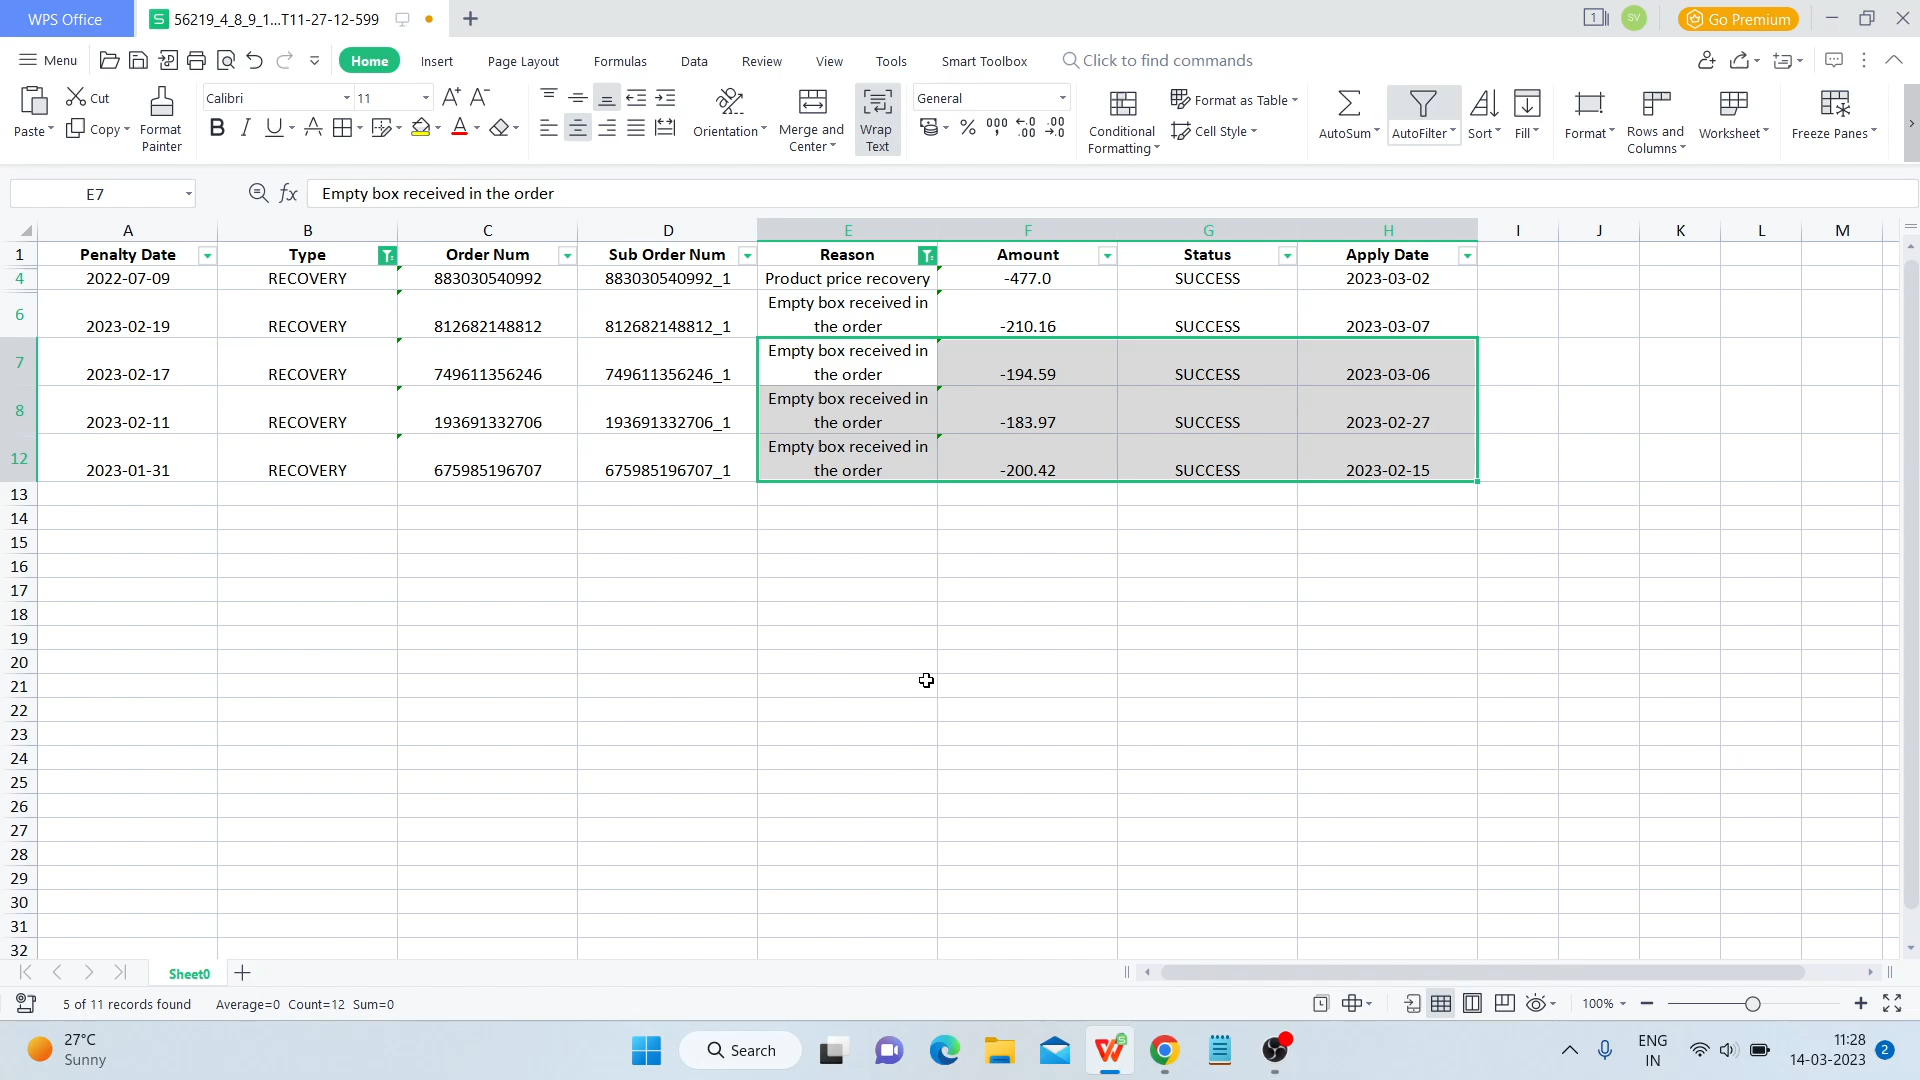 WPS Office
56219_4_8_9_1...T11-27-12-599
1
SV
Go Premium
Menu
Home
Insert
Page Layout
Formulas
Data
Review
View
Tools
Smart Toolbox
Click to find commands
Paste
Cut
Copy
Format
Painter
Calibri
11
Orientation
Merge and
Center
Wrap
Text
General
Conditional
Formatting
Format as Table
Cell Style
AutoSum
AutoFilter
Sort
Fill
Format
Rows and
Columns
Worksheet
Freeze Panes
E7
Empty box received in the order
A B C D E F G H I J K L M
1 Penalty Date Type Order Num Sub Order Num Reason Amount Status Apply Date
4 2022-07-09 RECOVERY 883030540992 883030540992_1 Product price recovery -477.0 SUCCESS 2023-03-02
Empty box received in
6 2023-02-19 RECOVERY 812682148812 812682148812_1 the order -210.16 SUCCESS 2023-03-07
Empty box received in
7 2023-02-17 RECOVERY 749611356246 749611356246_1 the order -194.59 SUCCESS 2023-03-06
Empty box received in
8 2023-02-11 RECOVERY 193691332706 193691332706_1 the order -183.97 SUCCESS 2023-02-27
Empty box received in
12 2023-01-31 RECOVERY 675985196707 675985196707_1 the order -200.42 SUCCESS 2023-02-15
13
14
15
16
17
18
19
20
21
22
23
24
25
26
27
28
29
30
31
32
Sheet0
5 of 11 records found Average=0 Count=12 Sum=0
100%
27°C
Sunny
Search
ENG
IN
11:28
14-03-2023
2